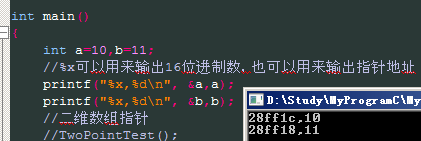 int main()
{
int a=10,b=11;
//%x可以用来输出16位进制数，也可以用来输出指针地址
printf("%x,%d\n", &a,a);
printf("%x,%d\n", &b,b);
//二维数组指针
//TwoPointTest();
D:\Study\MyProgramC\MyPro
28ff1c,10
28ff18,11